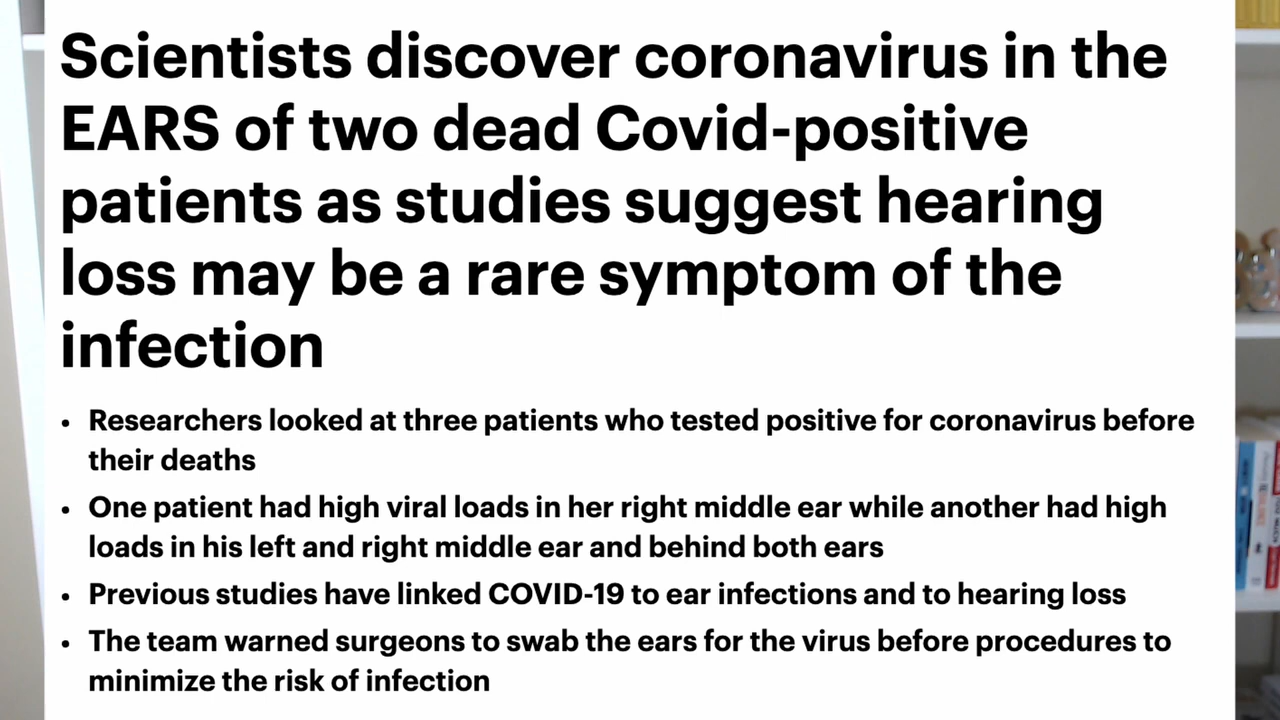 Scientists discover coronavirus in the
EARS of two dead Covid-positive
patients as studies suggest hearing
loss may be a rare symptom of the
infection
• Researchers looked at three patients who tested positive for coronavirus before
their deaths
• One patient had high viral loads in her right middle ear while another had high
loads in his left and right middle ear and behind both ears
• Previous studies have linked COVID-19 to ear infections and to hearing loss
• The team warned surgeons to swab the ears for the virus before procedures to
minimize the risk of infection